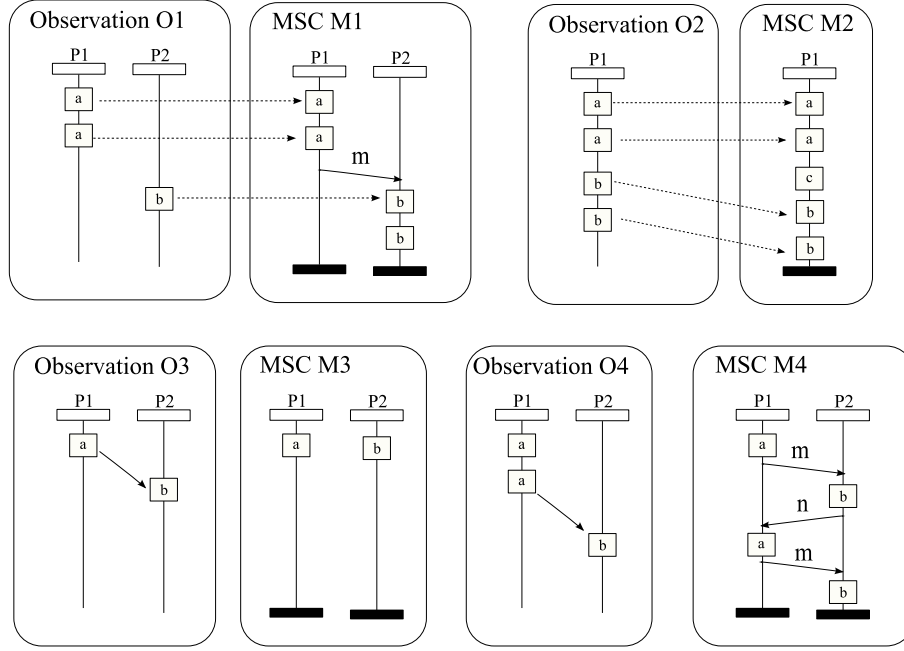 Observation O1
MSC M1
Observation O2
MSC M2
P1 P2
P1 P2
P1
P1
a
a
b
a
a
m
b
b
a
a
b
b
a
a
c
b
b
Observation O3
MSC M3
Observation O4
MSC M4
P1 P2
P1 P2
P1 P2
P1 P2
a
b
a b
a
a
b
a
m
b
n
a
m
b